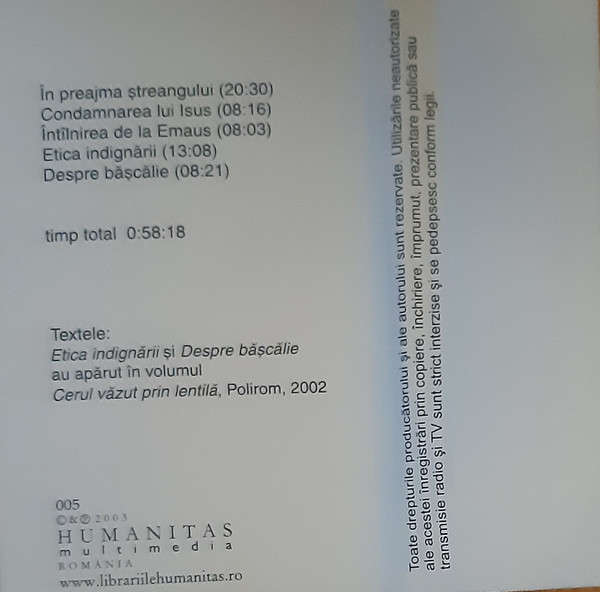 În preajma ștreangului (20:30)
Condamnarea lui Isus (08:16)
Întîlnirea de la Emaus (08:03)
Etica indignării (13:08)
Despre bășcălie (08:21)
timp total 0:58:18
Textele:
Etica indignării și Despre bășcălie
au apărut în volumul
Cerul văzut prin lentilă, Polirom, 2002
005
©&℗2003
HUMANITAS
multimedia
ROMÂNIA
www.librariilehumanitas.ro
Toate drepturile producătorului și ale autorului sunt rezervate. Utilizările neautorizate
ale acestei înregistrări prin copiere, închiriere, împrumut, prezentare publică sau
transmisie radio și TV sunt strict interzise și se pedepsesc conform legii.